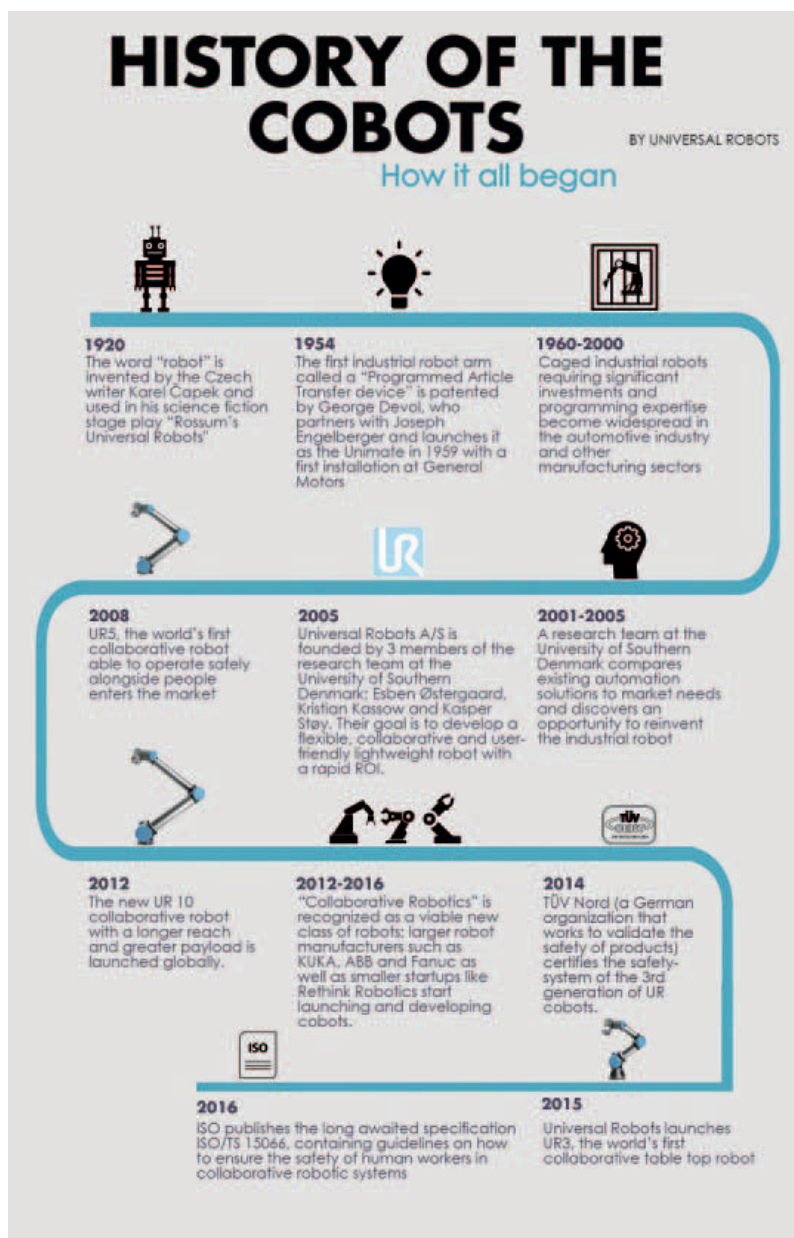 HISTORY OF THE
COBOTS
BY UNIVERSAL ROBOTS
How it all began
1920
The word “robot” is
invented by the Czech
writer Karel Čapek and
used in his science fiction
stage play “Rossum’s
Universal Robots"
1954
The first industrial robot arm
called a “Programmed Article
Transfer device” is patented
by George Devol, who
partners with Joseph
Engelberger and launches it
as the Unimate in 1959 with a
first installation at General
Motors
1960-2000
Caged industrial robots
requiring significant
investments and
programming expertise
become widespread in
the automotive industry
and other
manufacturing sectors
UR
2001-2005
A research team at the
University of Southern
Denmark compares
existing automation
solutions to market needs
and discovers an
opportunity to reinvent
the industrial robot
2005
Universal Robots A/S is
founded by 3 members of the
research team at the
University of Southern
Denmark; Esben Østergaard,
Kristian Kassow and Kasper
Støy. Their goal is to develop a
flexible, collaborative and user-
friendly lightweight robot with
a rapid ROI.
2008
UR5, the world’s first
collaborative robot
able to operate safely
alongside people
enters the market
2012
The new UR 10
collaborative robot
with a longer reach
and greater payload is
launched globally.
2012-2016
“Collaborative Robotics” is
recognized as a viable new
class of robots; larger robot
manufacturers such as
KUKA, ABB and Fanuc as
well as smaller startups like
Rethink Robotics start
launching and developing
cobots.
TÜV
CERT
2014
TÜV Nord (a German
organization that
works to validate the
safety of products)
certifies the safety-
system of the 3rd
generation of UR
cobots.
2015
Universal Robots launches
UR3, the world’s first
collaborative table top robot
ISO
2016
ISO publishes the long awaited specification
ISO/TS 15066, containing guidelines on how
to ensure the safety of human workers in
collaborative robotic systems